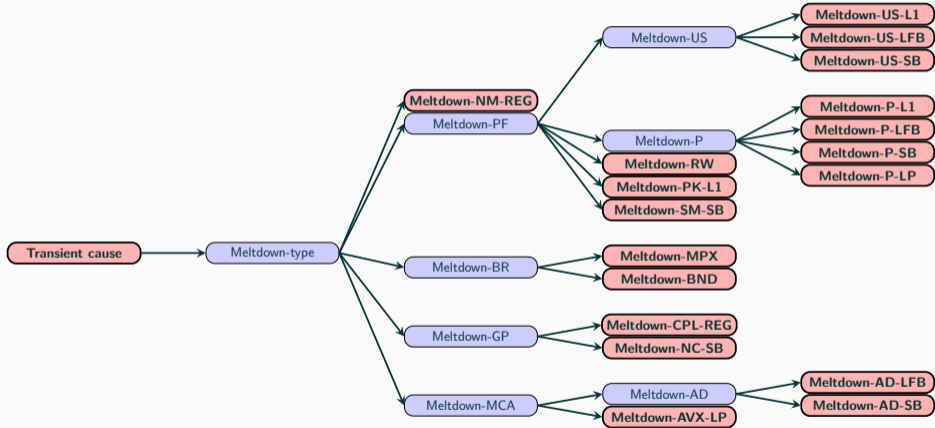 Transient cause
Meltdown-type
Meltdown-NM-REG
Meltdown-PF
Meltdown-US
Meltdown-US-L1
Meltdown-US-LFB
Meltdown-US-SB
Meltdown-P
Meltdown-P-L1
Meltdown-P-LFB
Meltdown-P-SB
Meltdown-P-LP
Meltdown-RW
Meltdown-PK-L1
Meltdown-SM-SB
Meltdown-BR
Meltdown-MPX
Meltdown-BND
Meltdown-GP
Meltdown-CPL-REG
Meltdown-NC-SB
Meltdown-MCA
Meltdown-AD
Meltdown-AD-LFB
Meltdown-AD-SB
Meltdown-AVX-LP